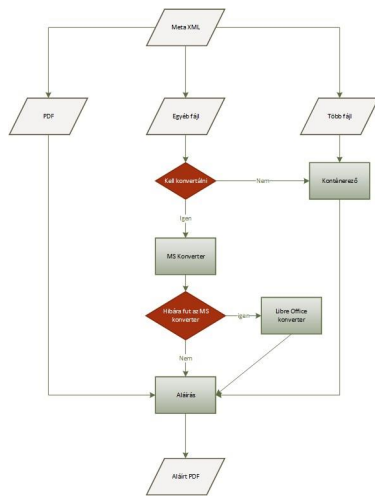 Meta XML
PDF
Egyéb fájl
Több fájl
Kell konvertálni
Nem
Konténerező
Igen
MS Konverter
Hibára fut az MS
konverter
igen
Libre Office
konverter
Nem
Aláírás
Aláírt PDF